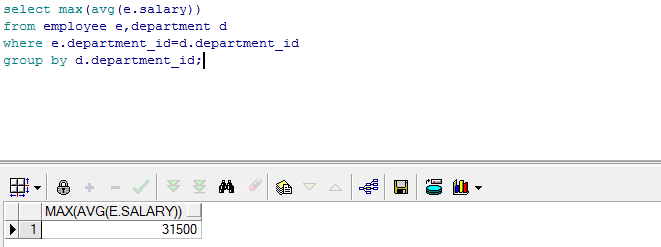 select max(avg(e.salary))
from employee e,department d
where e.department_id=d.department_id
group by d.department_id;
MAX(AVG(E.SALARY))
1 31500